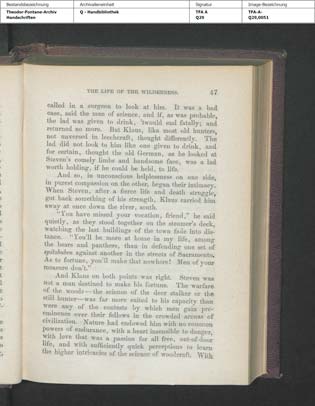 Bestandsbezeichnung Archivalieneinheit Signatur Image-Bezeichnung
Theodor-Fontane-Archiv Q - Handbibliothek TFA A TFA-A-
Handschriften Q29 Q29,0051
THE LIFE OF THE WILDERNESS. 47
called in a surgeon to look at him. It was a bad
case, said the man of science, and if, as was probable,
the lad was given to drink, 'twould end fatally; and
returned no more. But Klaus, like most old hunters,
not unversed in leechcraft, thought differently. The
lad did not look to him like one given to drink, and
for certain, thought the old German, as he looked at
Steven's comely limbs and handsome face, was a lad
worth holding, if he could be held, to life.
And so, in unconscious helplessness on one side,
in purest compassion on the other, began their intimacy.
When Steven, after a fierce life and death struggle,
got back something of his strength, Klaus carried him
away at once down the river, south.
"You have missed your vocation, friend," he said
quietly, as they stood together on the steamer's deck,
watching the last buildings of the town fade into dis-
tance. "You'll be more at home in my life, among
the bears and panthers, than in defending one set of
against another in the streets of Sacramento.
As to fortune, you'll make that nowhere! Men of your
measure don't."
And Klaus on both points was right. Steven was
not a man destined to make his fortune. The warfare
of the woods—the science of the deer stalker or the
still hunter—was far more suited to his capacity than
were any of the contests by which men gain pre-
eminence over their fellows in the crowded arenas of
civilization. Nature had endowed him with no common
powers of endurance, with a heart insensible to danger,
with love that was a passion for all free, out-of-door
life, and with sufficiently quick perceptions to learn
the higher intricacies of the science of woodcraft. With